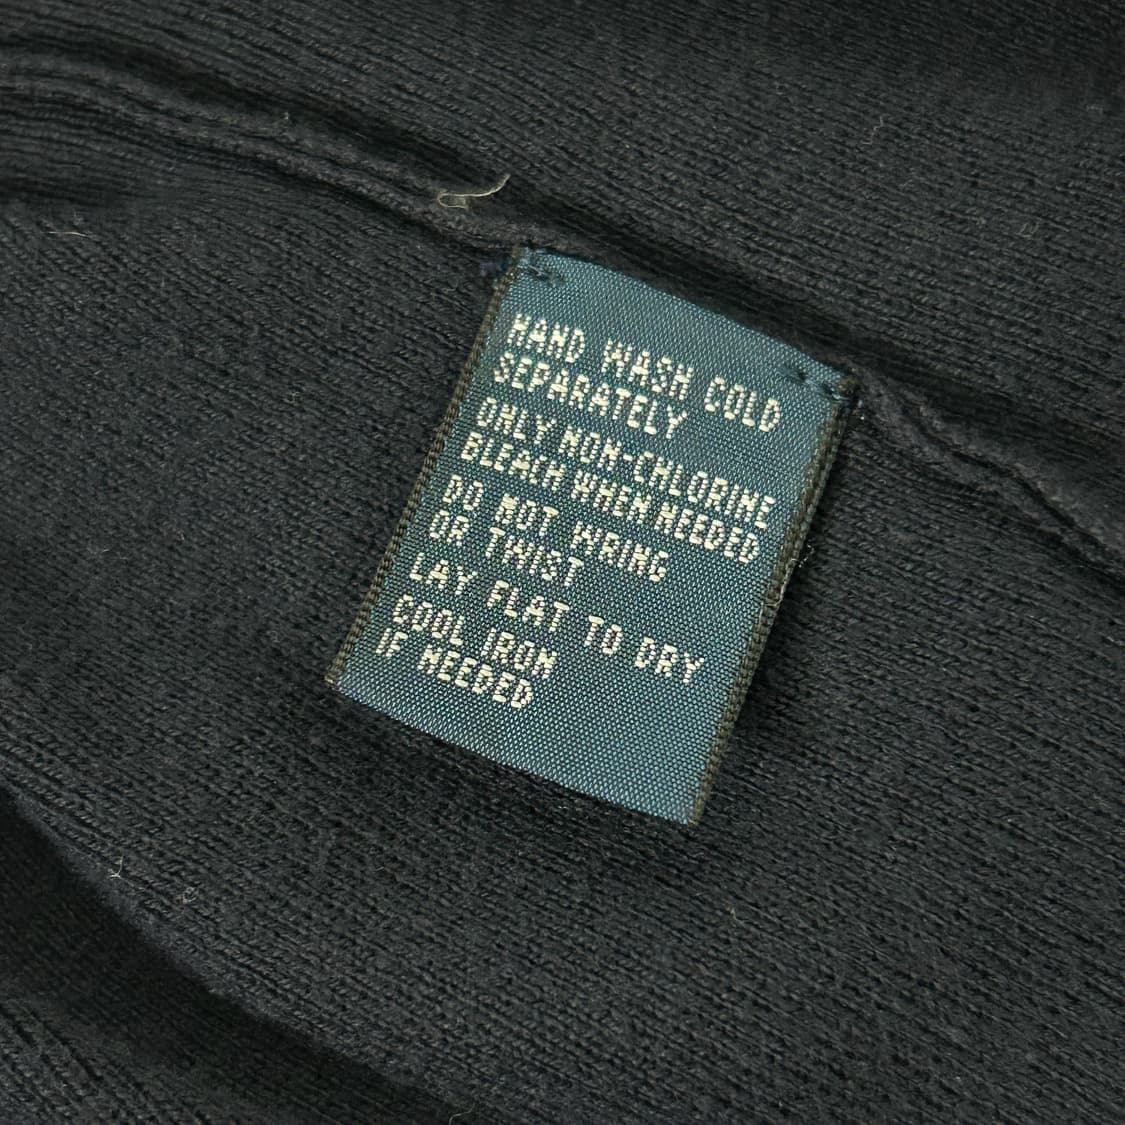 HAND WASH COLD
SEPARATELY
ONLY NON-CHLORINE
BLEACH WHEN NEEDED
DO NOT WRING
OR TWIST
LAY FLAT TO DRY
COOL IRON
IF NEEDED